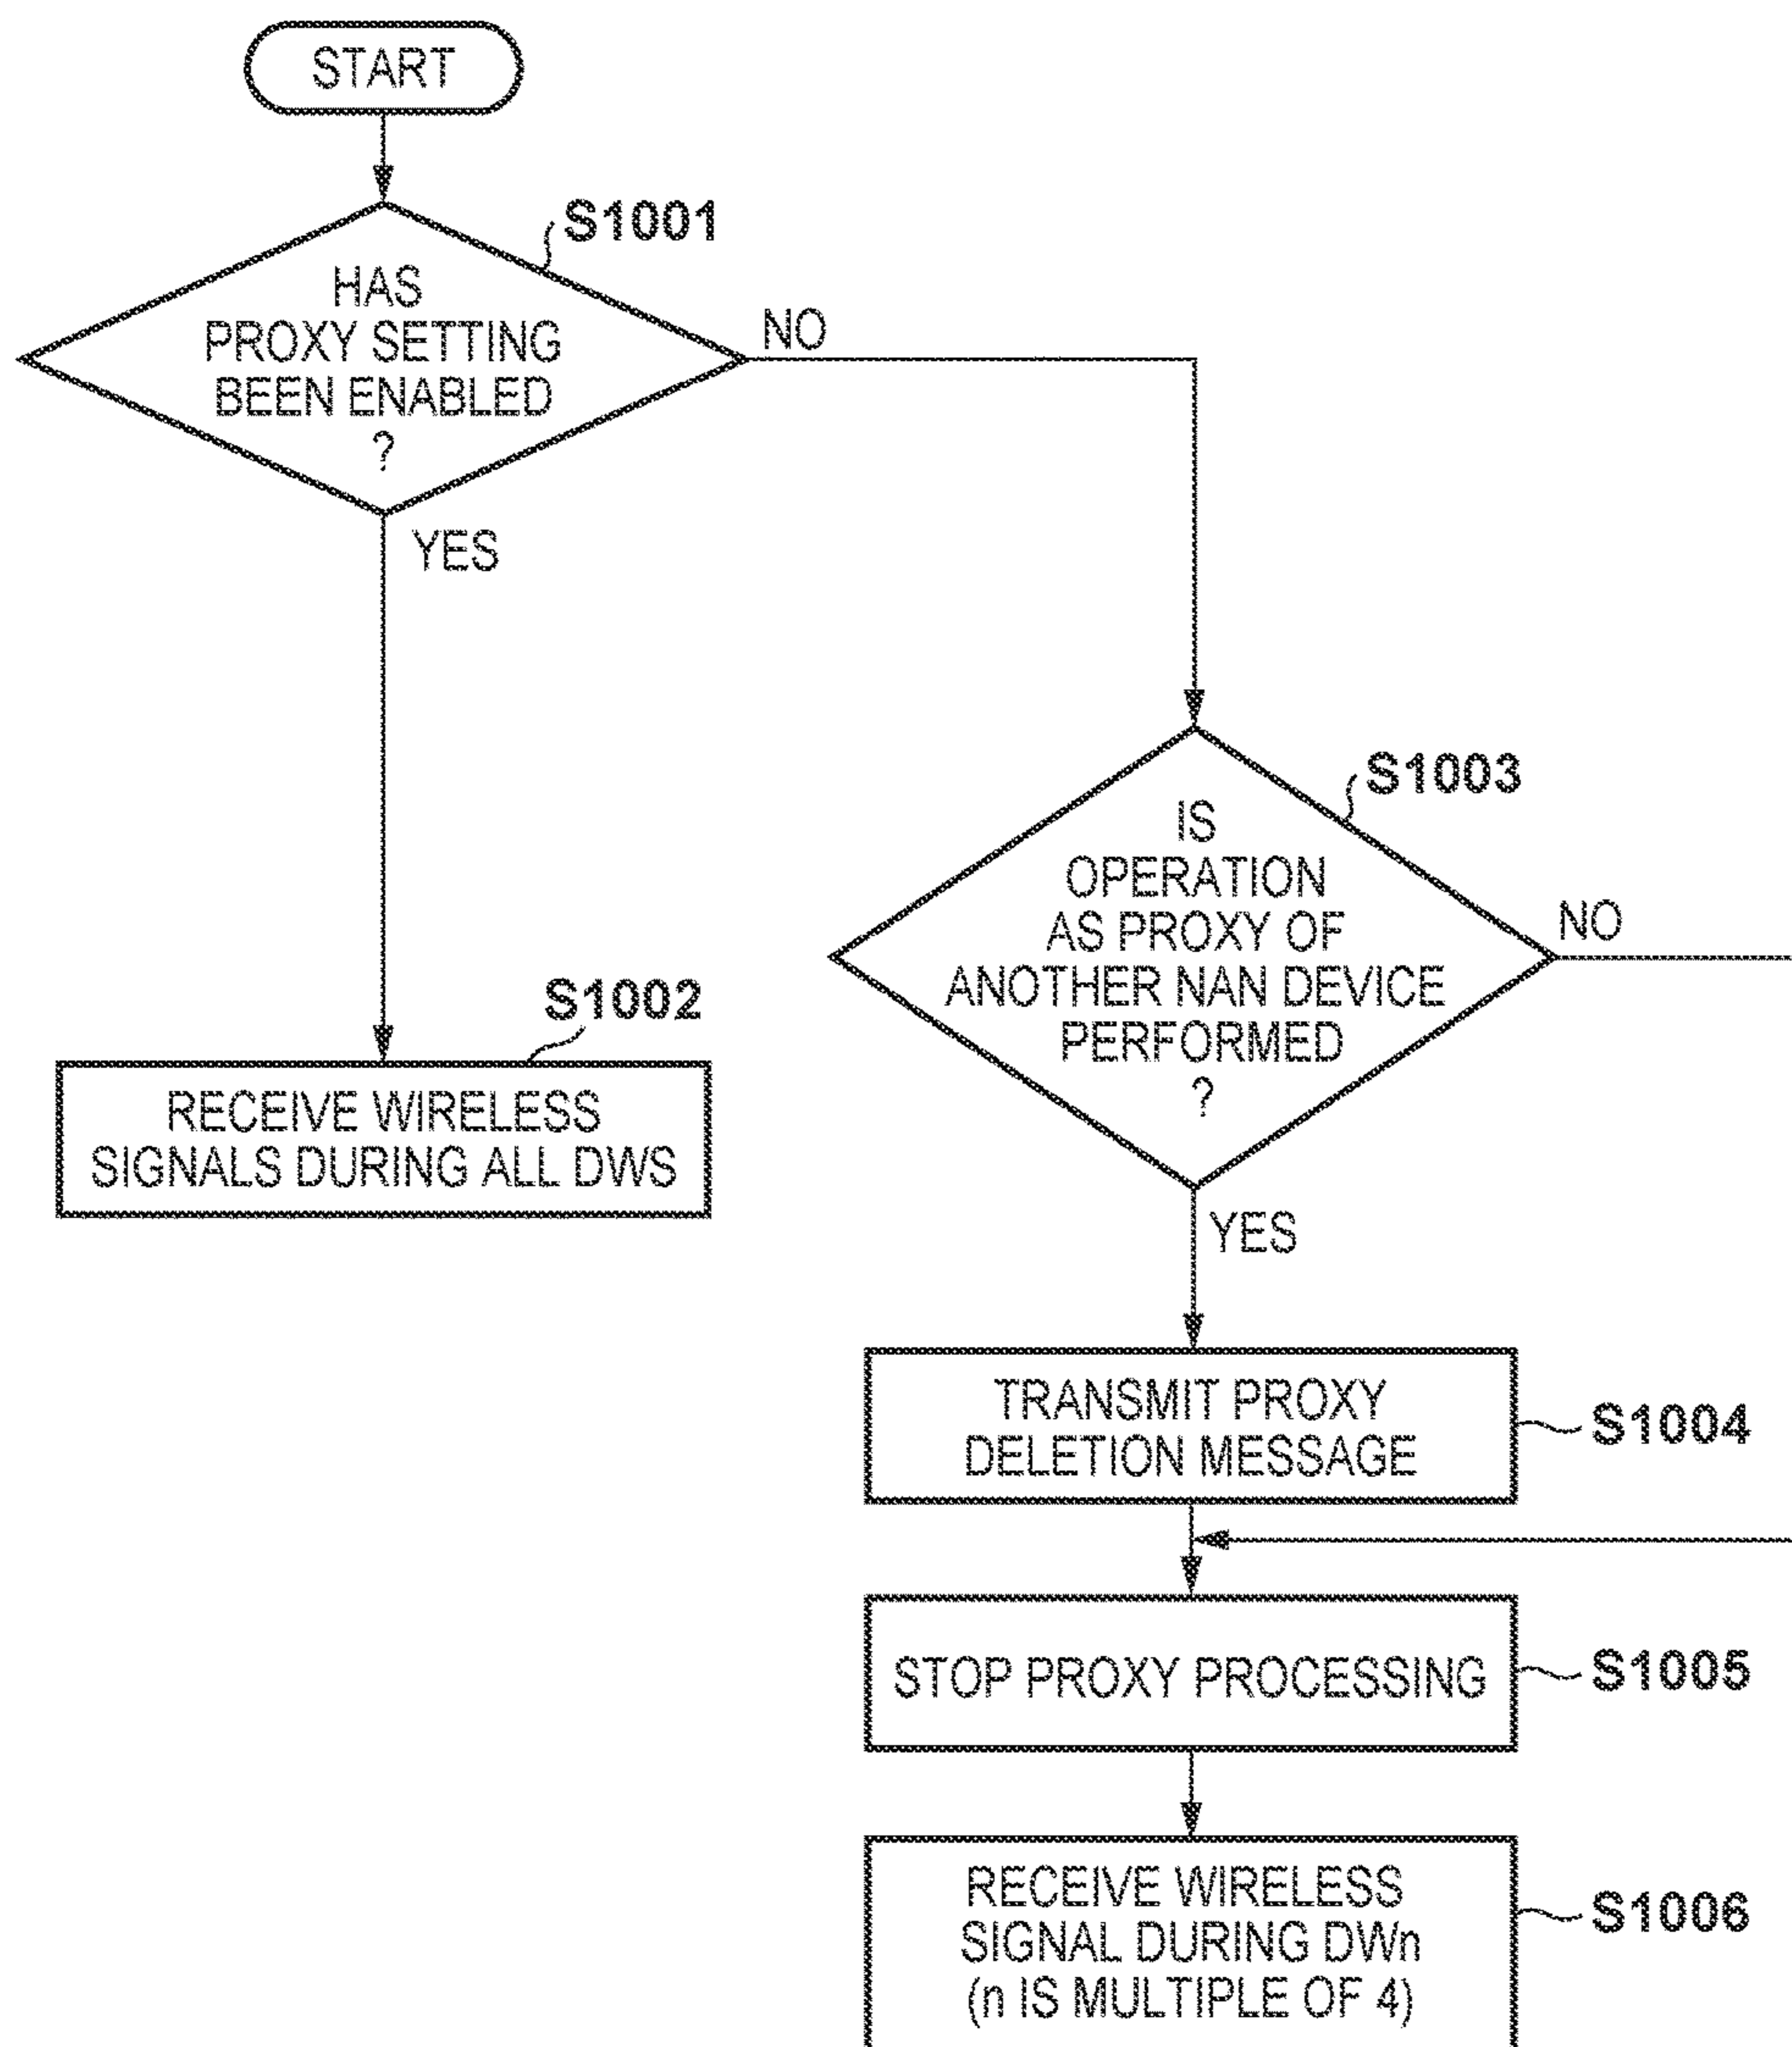 START
S1001
HAS
PROXY SETTING
BEEN ENABLED
?
NO
YES
S1002
RECEIVE WIRELESS
SIGNALS DURING ALL DWS
S1003
IS
OPERATION
AS PROXY OF
ANOTHER NAN DEVICE
PERFORMED
?
NO
YES
TRANSMIT PROXY
DELETION MESSAGE
S1004
STOP PROXY PROCESSING
S1005
RECEIVE WIRELESS
SIGNAL DURING DWn
(n IS MULTIPLE OF 4)
S1006